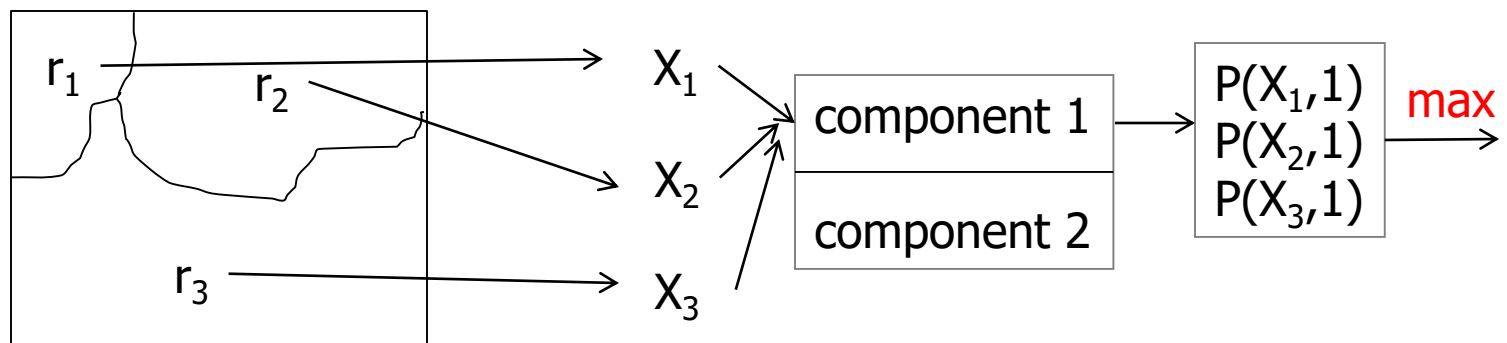 r₁
r₂
r₃
X₁
X₂
X₃
component 1
component 2
P(X₁,1)
P(X₂,1)
P(X₃,1)
max